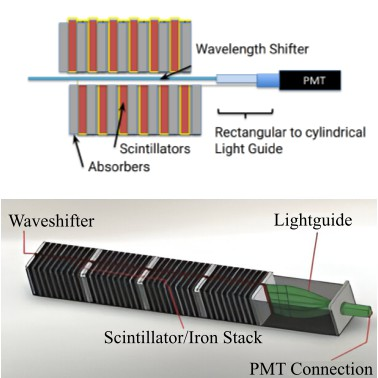 Wavelength Shifter
PMT
Scintillators
Absorbers
Rectangular to cylindrical
Light Guide
Waveshifter
Lightguide
Scintillator/Iron Stack
PMT Connection